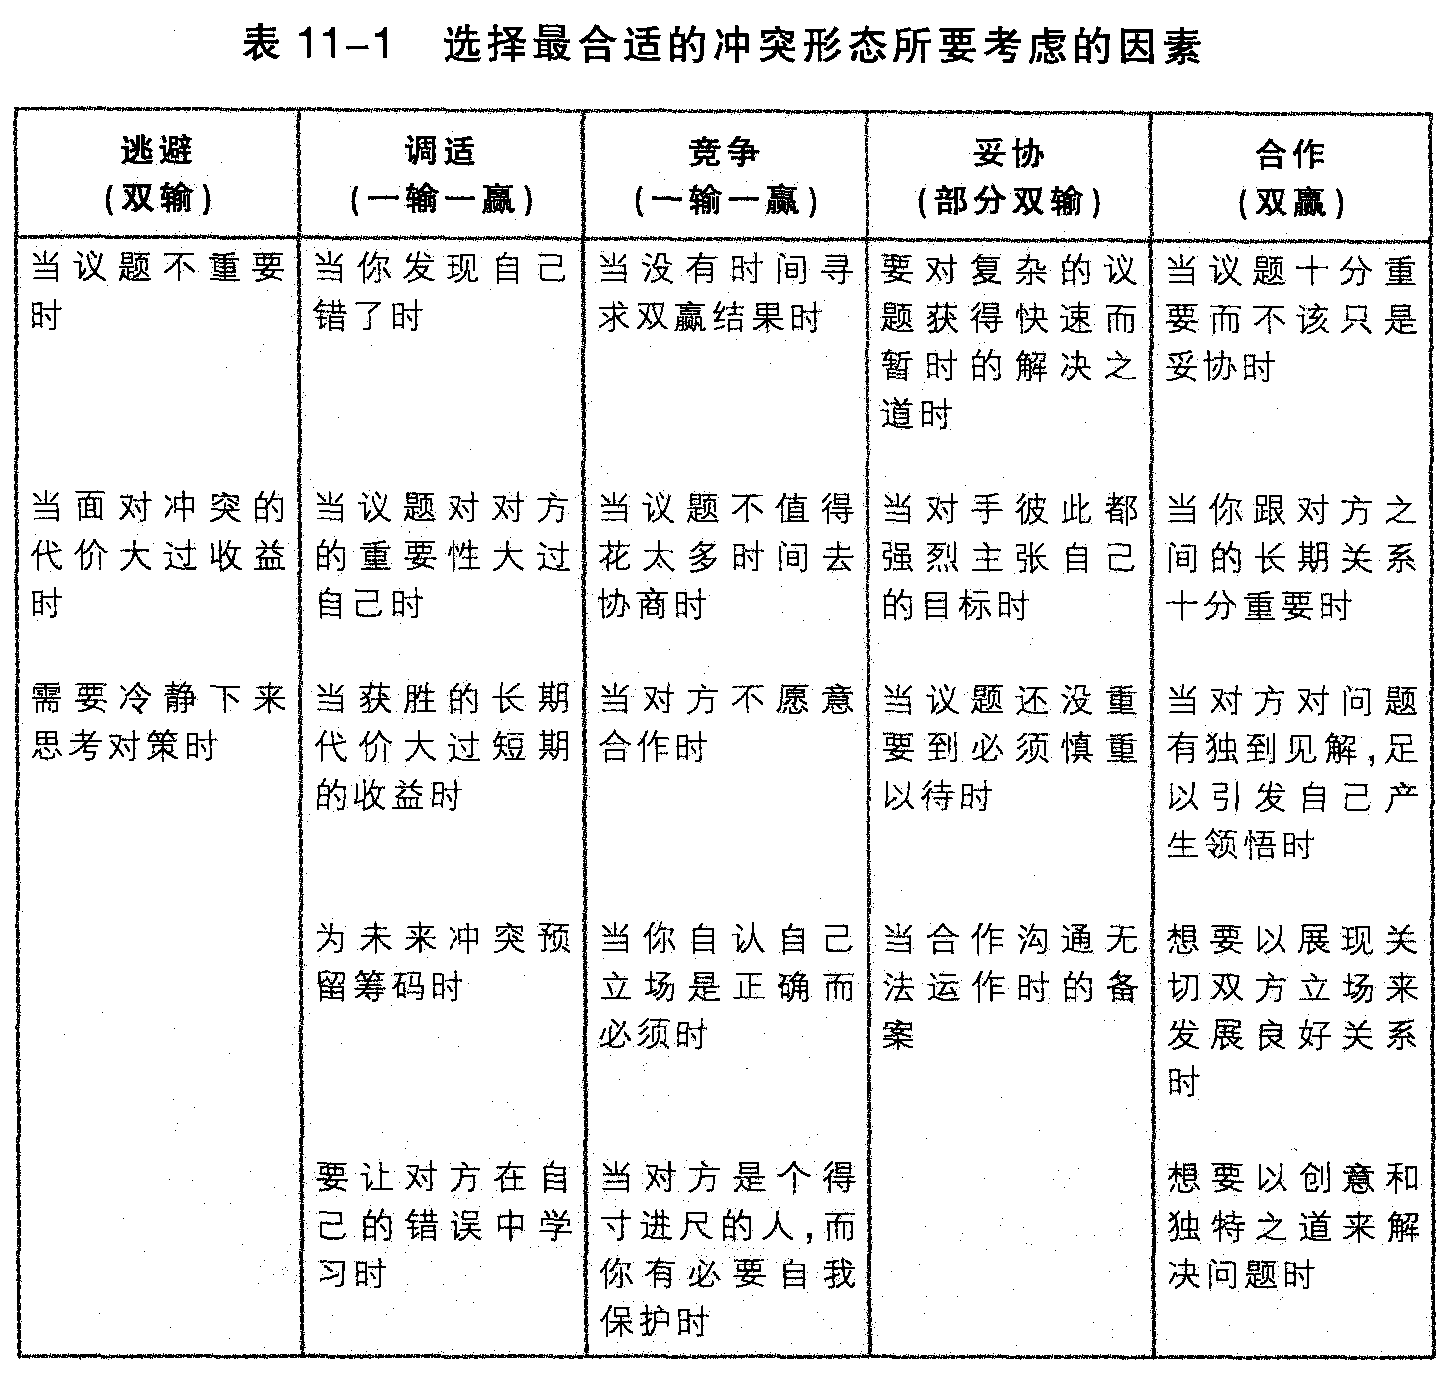 表 11-1 选择最合适的冲突形态所要考虑的因素
逃避
(双输)
调适
(一输一赢)
竞争
(一输一赢)
妥协
(部分双输)
合作
(双赢)
当议题不重要
时
当你发现自己
错了时
当没有时间寻
求双赢结果时
要对复杂的议
题获得快速而
暂时的解决之
道时
当议题十分重
要而不该只是
妥协时
当面对冲突的
代价大过收益
时
当议题对对方
的重要性大过
自己时
当议题不值得
花太多时间去
协商时
当对手彼此都
强烈主张自己
的目标时
当你跟对方之
间的长期关系
十分重要时
需要冷静下来
思考对策时
当获胜的长期
代价大过短期
的收益时
当对方不愿意
合作时
当议题还没重
要到必须慎重
以待时
当对方对问题
有独到见解,足
以引发自己产
生领悟时
为未来冲突预
留筹码时
当你自认自己
立场是正确而
必须时
当合作沟通无
法运作时的备
案
想要以展现关
切双方立场来
发展良好关系
时
要让对方在自
己的错误中学
习时
当对方是个得
寸进尺的人,而
你有必要自我
保护时
想要以创意和
独特之道来解
决问题时